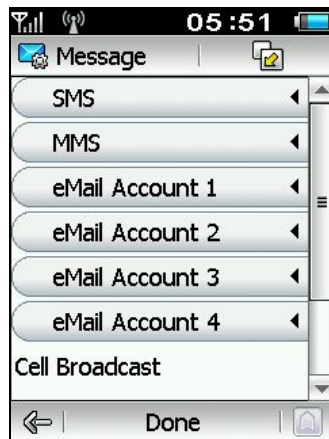 05:51
Message
SMS
MMS
eMail Account 1
eMail Account 2
eMail Account 3
eMail Account 4
Cell Broadcast
Done